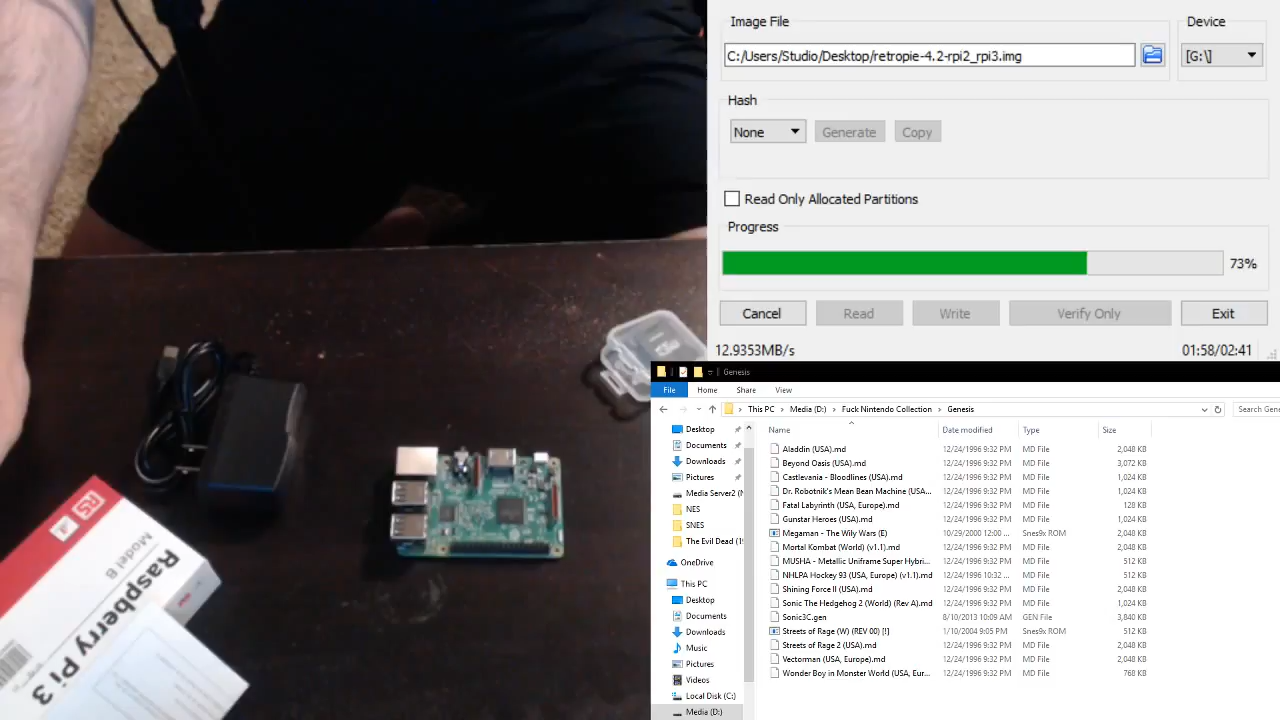 Image File
Device
C:/Users/Studio/Desktop/retropie-4.2-rpi2_rpi3.img
[G:\]
Hash
None
Generate
Copy
Read Only Allocated Partitions
Progress
73%
Cancel
Read
Write
Verify Only
Exit
12.9353MB/s
01:58/02:41
Genesis
File
Home
Share
View
This PC > Media (D:) > Fuck Nintendo Collection > Genesis
Search Gene
Desktop
Documents
Downloads
Pictures
Media Server2 (
NES
SNES
The Evil Dead (1
OneDrive
This PC
Desktop
Documents
Downloads
Music
Pictures
Videos
Local Disk (C:)
Media (D:)
Name Date modified Type Size
Aladdin (USA).md 12/24/1996 9:32 PM MD File 2,048 KB
Beyond Oasis (USA).md 12/24/1996 9:32 PM MD File 3,072 KB
Castlevania - Bloodlines (USA).md 12/24/1996 9:32 PM MD File 1,024 KB
Dr. Robotnik's Mean Bean Machine (USA... 12/24/1996 9:32 PM MD File 1,024 KB
Fatal Labyrinth (USA, Europe).md 12/24/1996 9:32 PM MD File 128 KB
Gunstar Heroes (USA).md 12/24/1996 9:32 PM MD File 1,024 KB
Megaman - The Wily Wars (E) 10/29/2000 12:00 ... Snes9x ROM 2,048 KB
Mortal Kombat (World) (v1.1).md 12/24/1996 9:32 PM MD File 2,048 KB
MUSHA - Metallic Uniframe Super Hybri... 12/24/1996 9:32 PM MD File 512 KB
NHLPA Hockey 93 (USA, Europe) (v1.1).md 12/24/1996 10:32 ... MD File 512 KB
Shining Force II (USA).md 12/24/1996 9:32 PM MD File 2,048 KB
Sonic The Hedgehog 2 (World) (Rev A).md 12/24/1996 9:32 PM MD File 1,024 KB
Sonic3C.gen 8/10/2013 10:09 AM GEN File 3,840 KB
Streets of Rage (W) (REV 00) [!] 1/10/2004 9:05 PM Snes9x ROM 512 KB
Streets of Rage 2 (USA).md 12/24/1996 9:32 PM MD File 2,048 KB
Vectorman (USA, Europe).md 12/24/1996 9:32 PM MD File 2,048 KB
Wonder Boy in Monster World (USA, Eur... 12/24/1996 9:32 PM MD File 768 KB
RS
Raspberry Pi 3
Model B